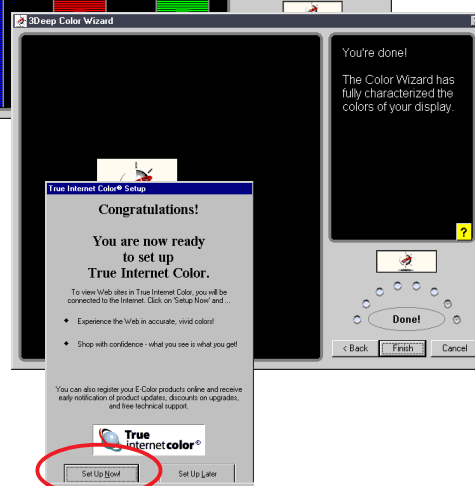 3Deep Color Wizard
You're done!
The Color Wizard has
fully characterized the
colors of your display.
?
Done!
< Back
Finish
Cancel
True Internet Color® Setup
Congratulations!
You are now ready
to set up
True Internet Color.
To view Web sites in True Internet Color, you will be
connected to the Internet. Click on 'Setup Now' and ...
◆ Experience the Web in accurate, vivid colors!
◆ Shop with confidence - what you see is what you get!
You can also register your E-Color products online and receive
early notification of product updates, discounts on upgrades,
and free technical support.
True
internetcolor®
Set Up Now!
Set Up Later